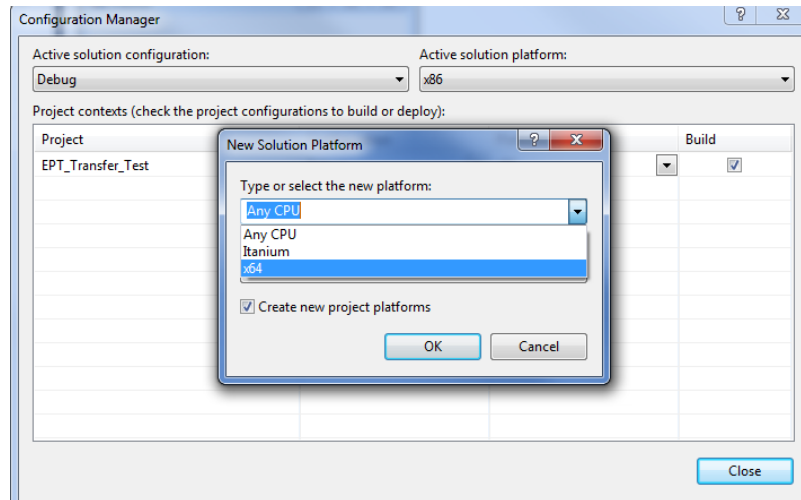 Configuration Manager
Active solution configuration: Active solution platform:
Debug x86
Project contexts (check the project configurations to build or deploy):
Project Build
New Solution Platform
EPT_Transfer_Test
Type or select the new platform:
Any CPU
Any CPU
Itanium
x64
Create new project platforms
OK Cancel
Close